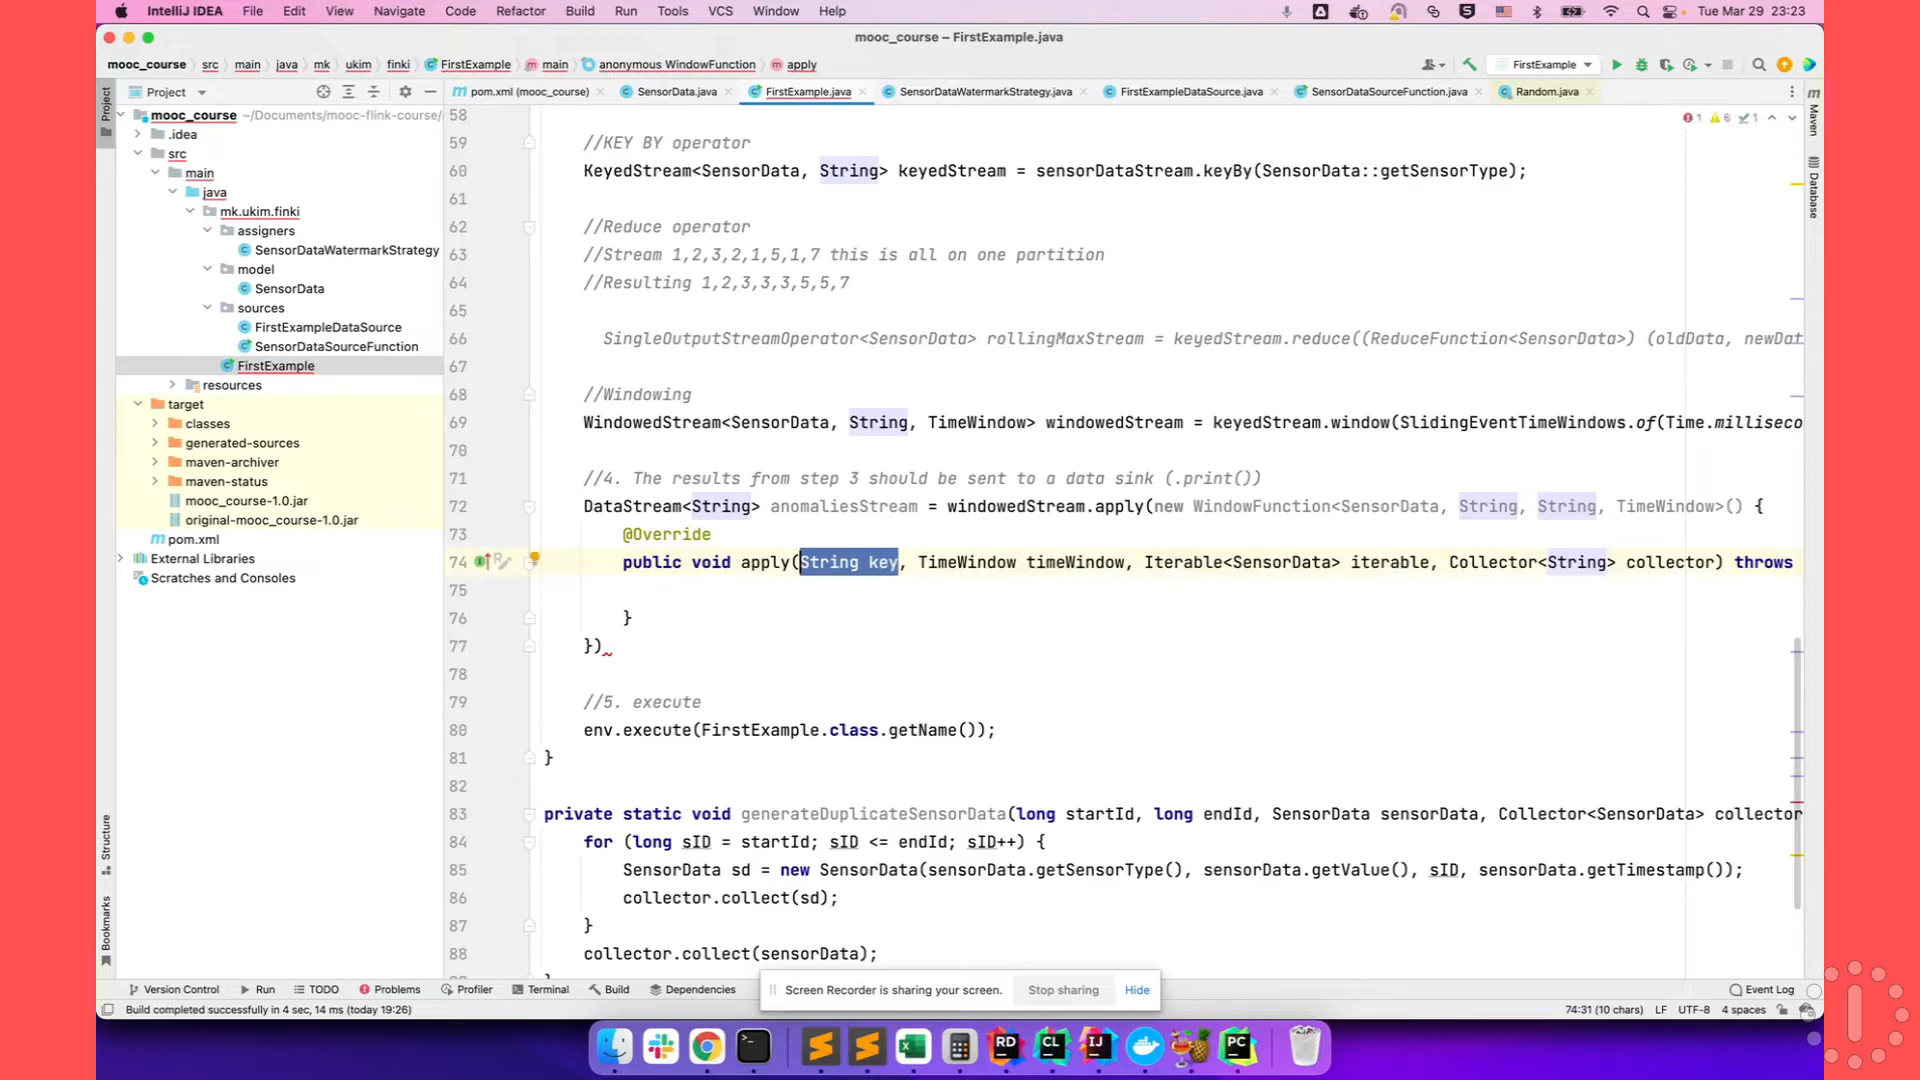 IntelliJ IDEA File Edit View Navigate Code Refactor Build Run Tools VCS Window Help Tue Mar 29 23:23
mooc_course – FirstExample.java
mooc_course src main java mk ukim finki FirstExample main anonymous WindowFunction apply FirstExample
Project pom.xml (mooc_course) SensorData.java FirstExample.java SensorDataWatermarkStrategy.java FirstExampleDataSource.java SensorDataSourceFunction.java Random.java
Project
Maven
Database
Structure
Bookmarks
mooc_course ~/Documents/mooc-flink-course/
.idea
src
main
java
mk.ukim.finki
assigners
SensorDataWatermarkStrategy
model
SensorData
sources
FirstExampleDataSource
SensorDataSourceFunction
FirstExample
resources
target
classes
generated-sources
maven-archiver
maven-status
mooc_course-1.0.jar
original-mooc_course-1.0.jar
pom.xml
External Libraries
Scratches and Consoles
1 6 1
58
59 //KEY BY operator
60 KeyedStream<SensorData, String> keyedStream = sensorDataStream.keyBy(SensorData::getSensorType);
61
62 //Reduce operator
63 //Stream 1,2,3,2,1,5,1,7 this is all on one partition
64 //Resulting 1,2,3,3,3,5,5,7
65
66 SingleOutputStreamOperator<SensorData> rollingMaxStream = keyedStream.reduce((ReduceFunction<SensorData>) (oldData, newDat
67
68 //Windowing
69 WindowedStream<SensorData, String, TimeWindow> windowedStream = keyedStream.window(SlidingEventTimeWindows.of(Time.milliseco
70
71 //4. The results from step 3 should be sent to a data sink (.print())
72 DataStream<String> anomaliesStream = windowedStream.apply(new WindowFunction<SensorData, String, String, TimeWindow>() {
73 @Override
74 public void apply(String key, TimeWindow timeWindow, Iterable<SensorData> iterable, Collector<String> collector) throws
75
76 }
77 })
78
79 //5. execute
80 env.execute(FirstExample.class.getName());
81 }
82
83 private static void generateDuplicateSensorData(long startId, long endId, SensorData sensorData, Collector<SensorData> collector
84 for (long sID = startId; sID <= endId; sID++) {
85 SensorData sd = new SensorData(sensorData.getSensorType(), sensorData.getValue(), sID, sensorData.getTimestamp());
86 collector.collect(sd);
87 }
88 collector.collect(sensorData);
Version Control Run TODO Problems Profiler Terminal Build Dependencies Event Log
Screen Recorder is sharing your screen. Stop sharing Hide
Build completed successfully in 4 sec, 14 ms (today 19:26) 74:31 (10 chars) LF UTF-8 4 spaces
RD CL IJ PC